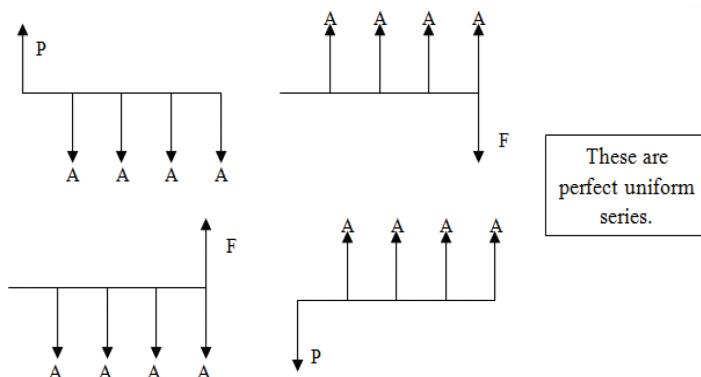 P
A A A A
A A A A
F
These are
perfect uniform
series.
F
A A A A
A A A A
P